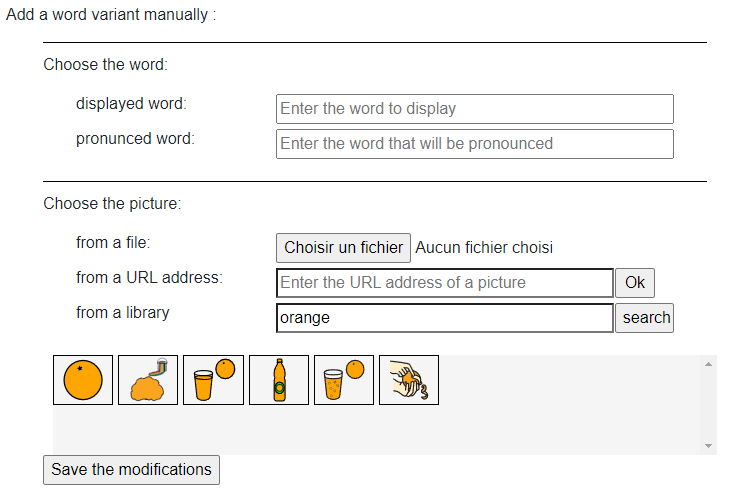 Add a word variant manually :
Choose the word:
displayed word:
Enter the word to display
pronunced word:
Enter the word that will be pronounced
Choose the picture:
from a file:
Choisir un fichier Aucun fichier choisi
from a URL address:
Enter the URL address of a picture Ok
from a library
orange search
Save the modifications